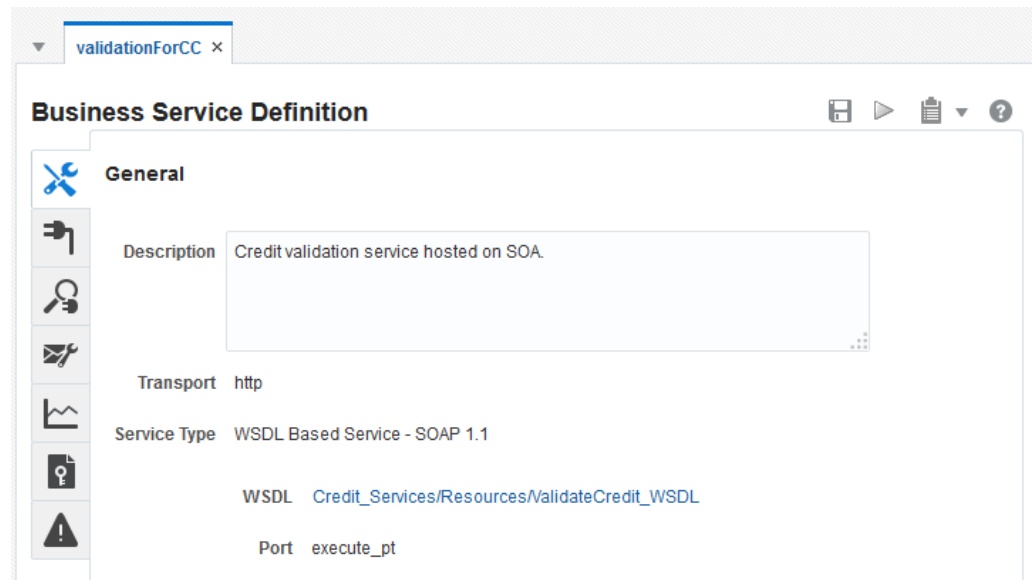 validationForCC ×
Business Service Definition
General
Description Credit validation service hosted on SOA.
Transport http
Service Type WSDL Based Service - SOAP 1.1
WSDL Credit_Services/Resources/ValidateCredit_WSDL
Port execute_pt